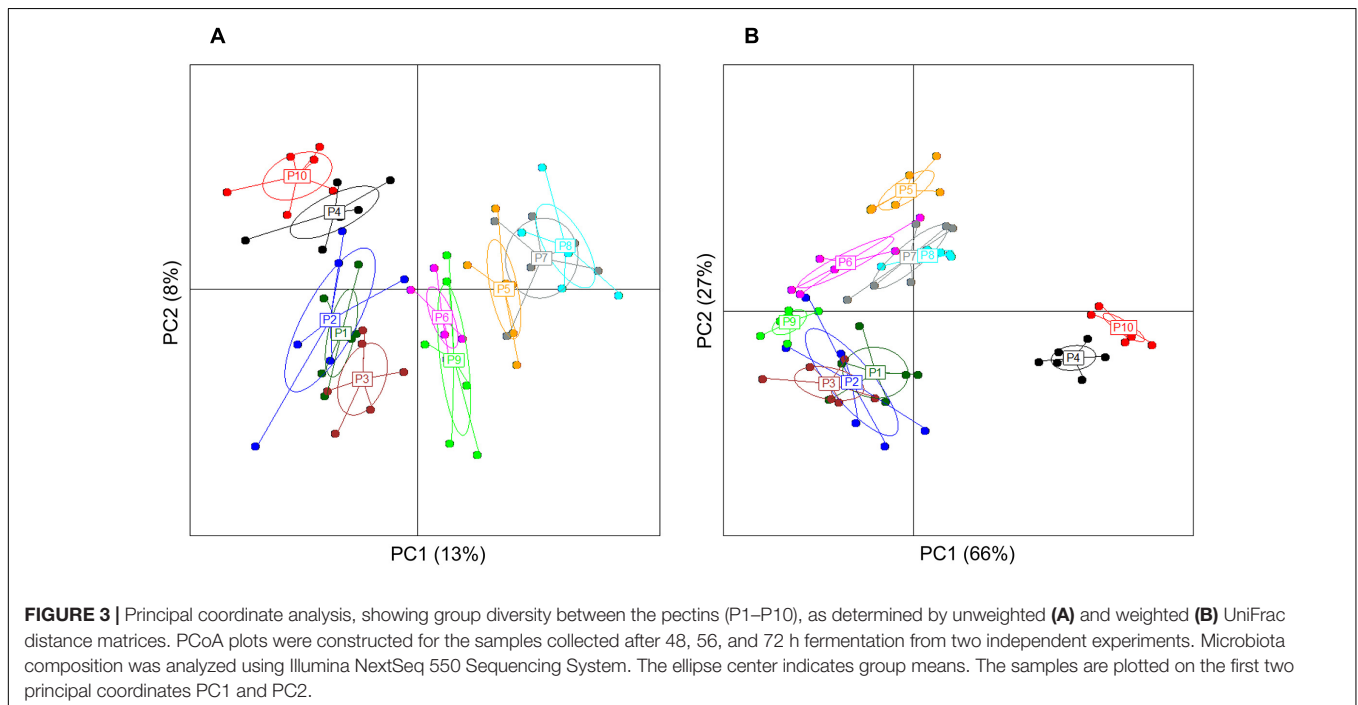 A
B
PC2 (8%)
P10
P4
P2
P1
P3
P6
P9
P5
P7
P8
PC1 (13%)
PC2 (27%)
P5
P6
P7
P8
P9
P10
P4
P1
P3
P2
PC1 (66%)
FIGURE 3 | Principal coordinate analysis, showing group diversity between the pectins (P1–P10), as determined by unweighted (A) and weighted (B) UniFrac
distance matrices. PCoA plots were constructed for the samples collected after 48, 56, and 72 h fermentation from two independent experiments. Microbiota
composition was analyzed using Illumina NextSeq 550 Sequencing System. The ellipse center indicates group means. The samples are plotted on the first two
principal coordinates PC1 and PC2.